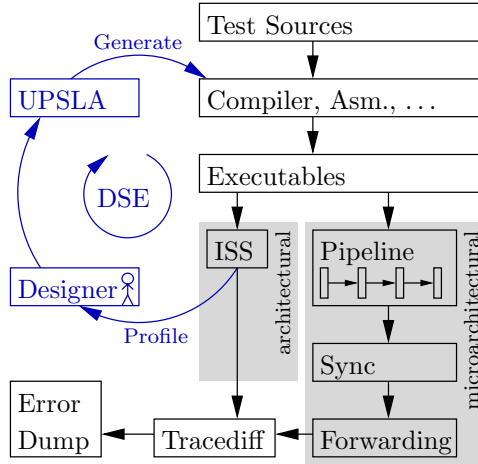 Test Sources
Generate
UPSLA
Compiler, Asm., . . .
DSE
Executables
ISS
architectural
Pipeline
microarchitectural
Designer
Profile
Sync
Error
Dump
Tracediff
Forwarding